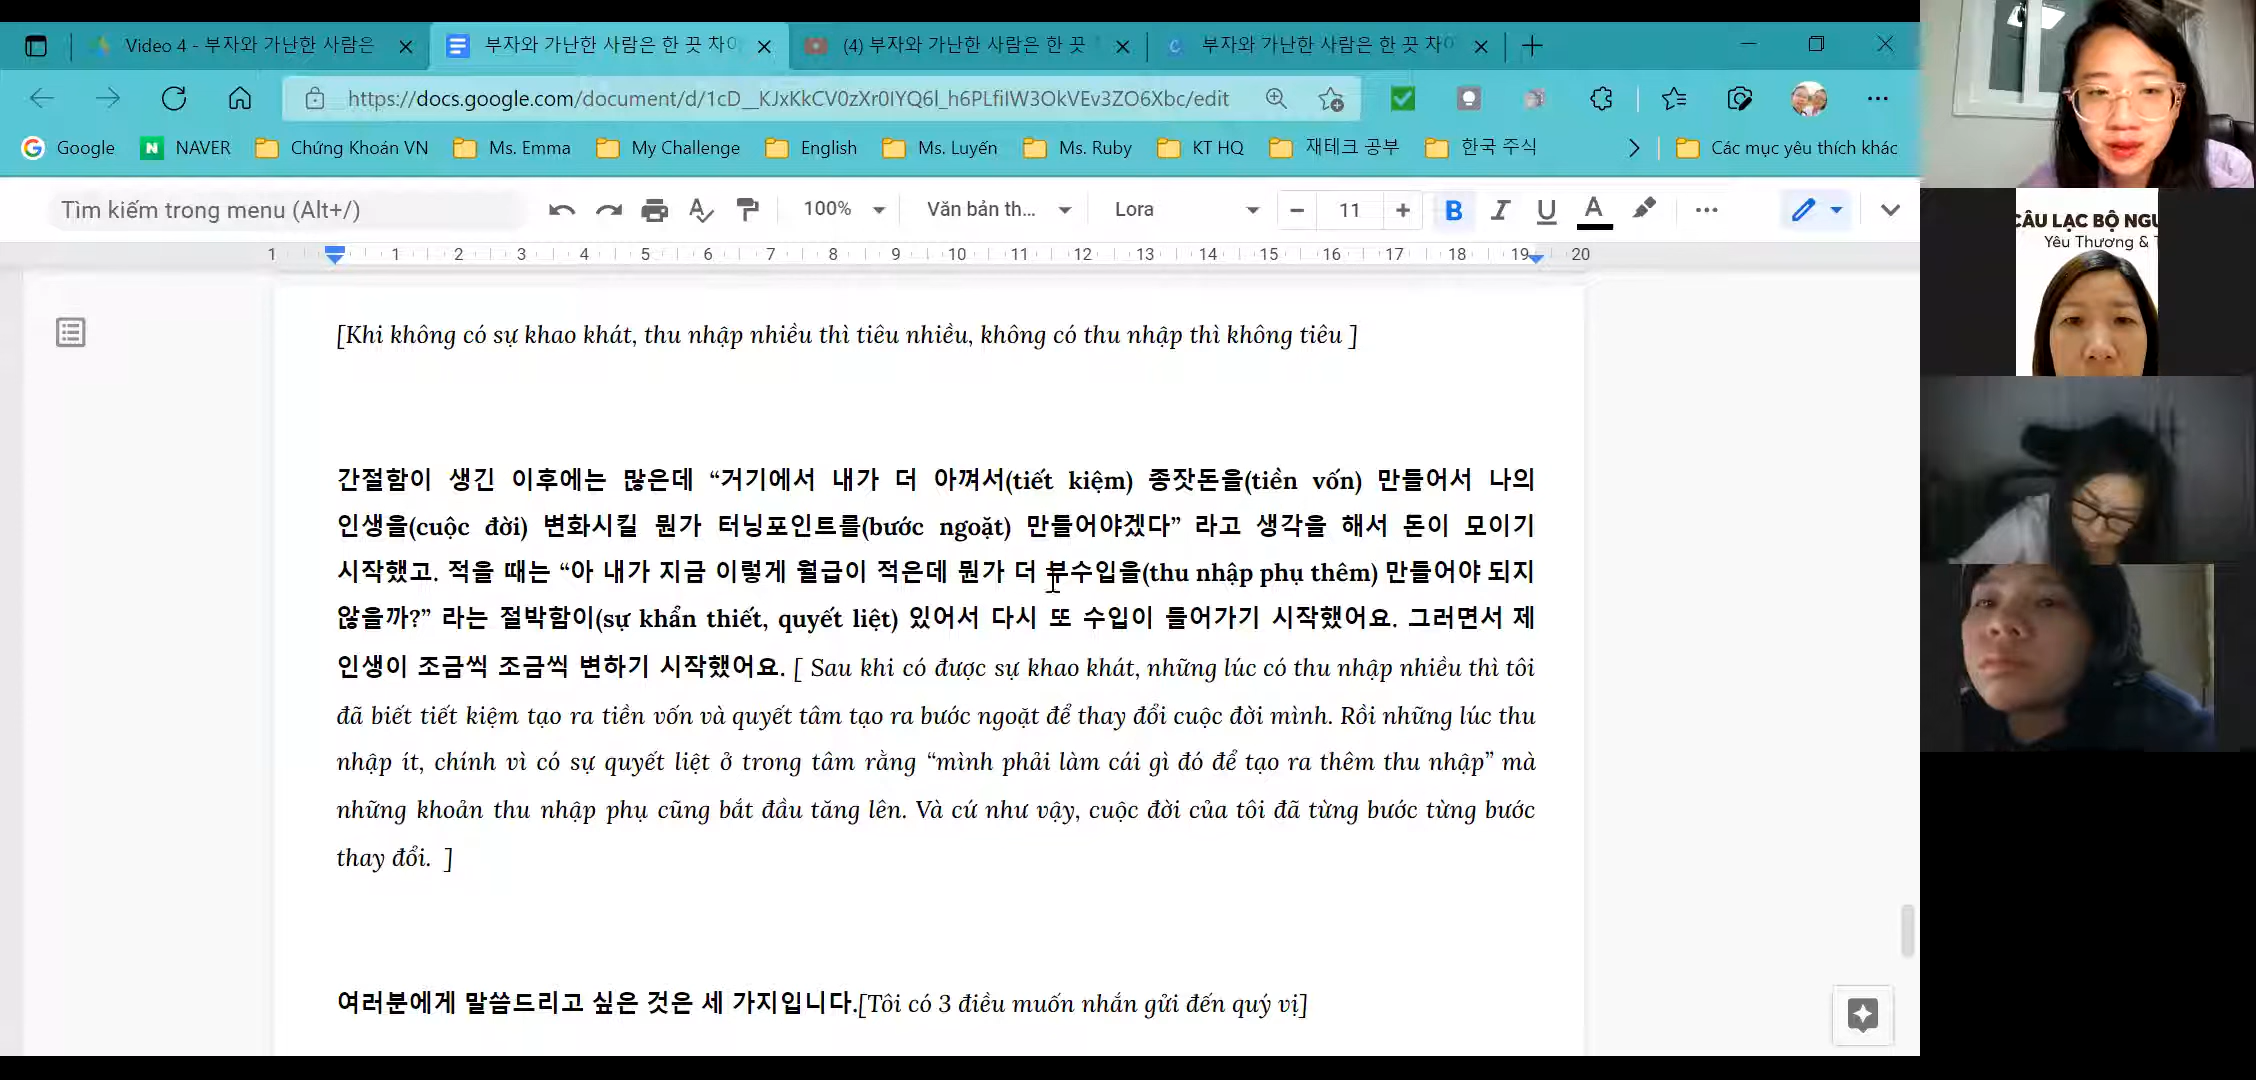 Video 4 - 부자와 가난한 사람은
부자와 가난한 사람은 한 끗 차이
(4) 부자와 가난한 사람은 한 끗
부자와 가난한 사람은 한 끗 차이
https://docs.google.com/document/d/1cD__KJxKkCV0zXr0IYQ6l_h6PLfiIW3OkVEv3ZO6Xbc/edit
Google
NAVER
Chứng Khoán VN
Ms. Emma
My Challenge
English
Ms. Luyến
Ms. Ruby
KT HQ
재테크 공부
한국 주식
Các mục yêu thích khác
Tìm kiếm trong menu (Alt+/)
100%
Văn bản th...
Lora
11
1 1 2 3 4 5 6 7 8 9 10 11 12 13 14 15 16 17 18 19 20
[Khi không có sự khao khát, thu nhập nhiều thì tiêu nhiều, không có thu nhập thì không tiêu ]
간절함이 생긴 이후에는 많은데 “거기에서 내가 더 아껴서(tiết kiệm) 종잣돈을(tiền vốn) 만들어서 나의
인생을(cuộc đời) 변화시킬 뭔가 터닝포인트를(bước ngoặt) 만들어야겠다” 라고 생각을 해서 돈이 모이기
시작했고. 적을 때는 “아 내가 지금 이렇게 월급이 적은데 뭔가 더 부수입을(thu nhập phụ thêm) 만들어야 되지
않을까?” 라는 절박함이(sự khẩn thiết, quyết liệt) 있어서 다시 또 수입이 들어가기 시작했어요. 그러면서 제
인생이 조금씩 조금씩 변하기 시작했어요. [ Sau khi có được sự khao khát, những lúc có thu nhập nhiều thì tôi
đã biết tiết kiệm tạo ra tiền vốn và quyết tâm tạo ra bước ngoặt để thay đổi cuộc đời mình. Rồi những lúc thu
nhập ít, chính vì có sự quyết liệt ở trong tâm rằng “mình phải làm cái gì đó để tạo ra thêm thu nhập” mà
những khoản thu nhập phụ cũng bắt đầu tăng lên. Và cứ như vậy, cuộc đời của tôi đã từng bước từng bước
thay đổi. ]
여러분에게 말씀드리고 싶은 것은 세 가지입니다.[Tôi có 3 điều muốn nhắn gửi đến quý vị]
CÂU LẠC BỘ NGƯ
Yêu Thương & T